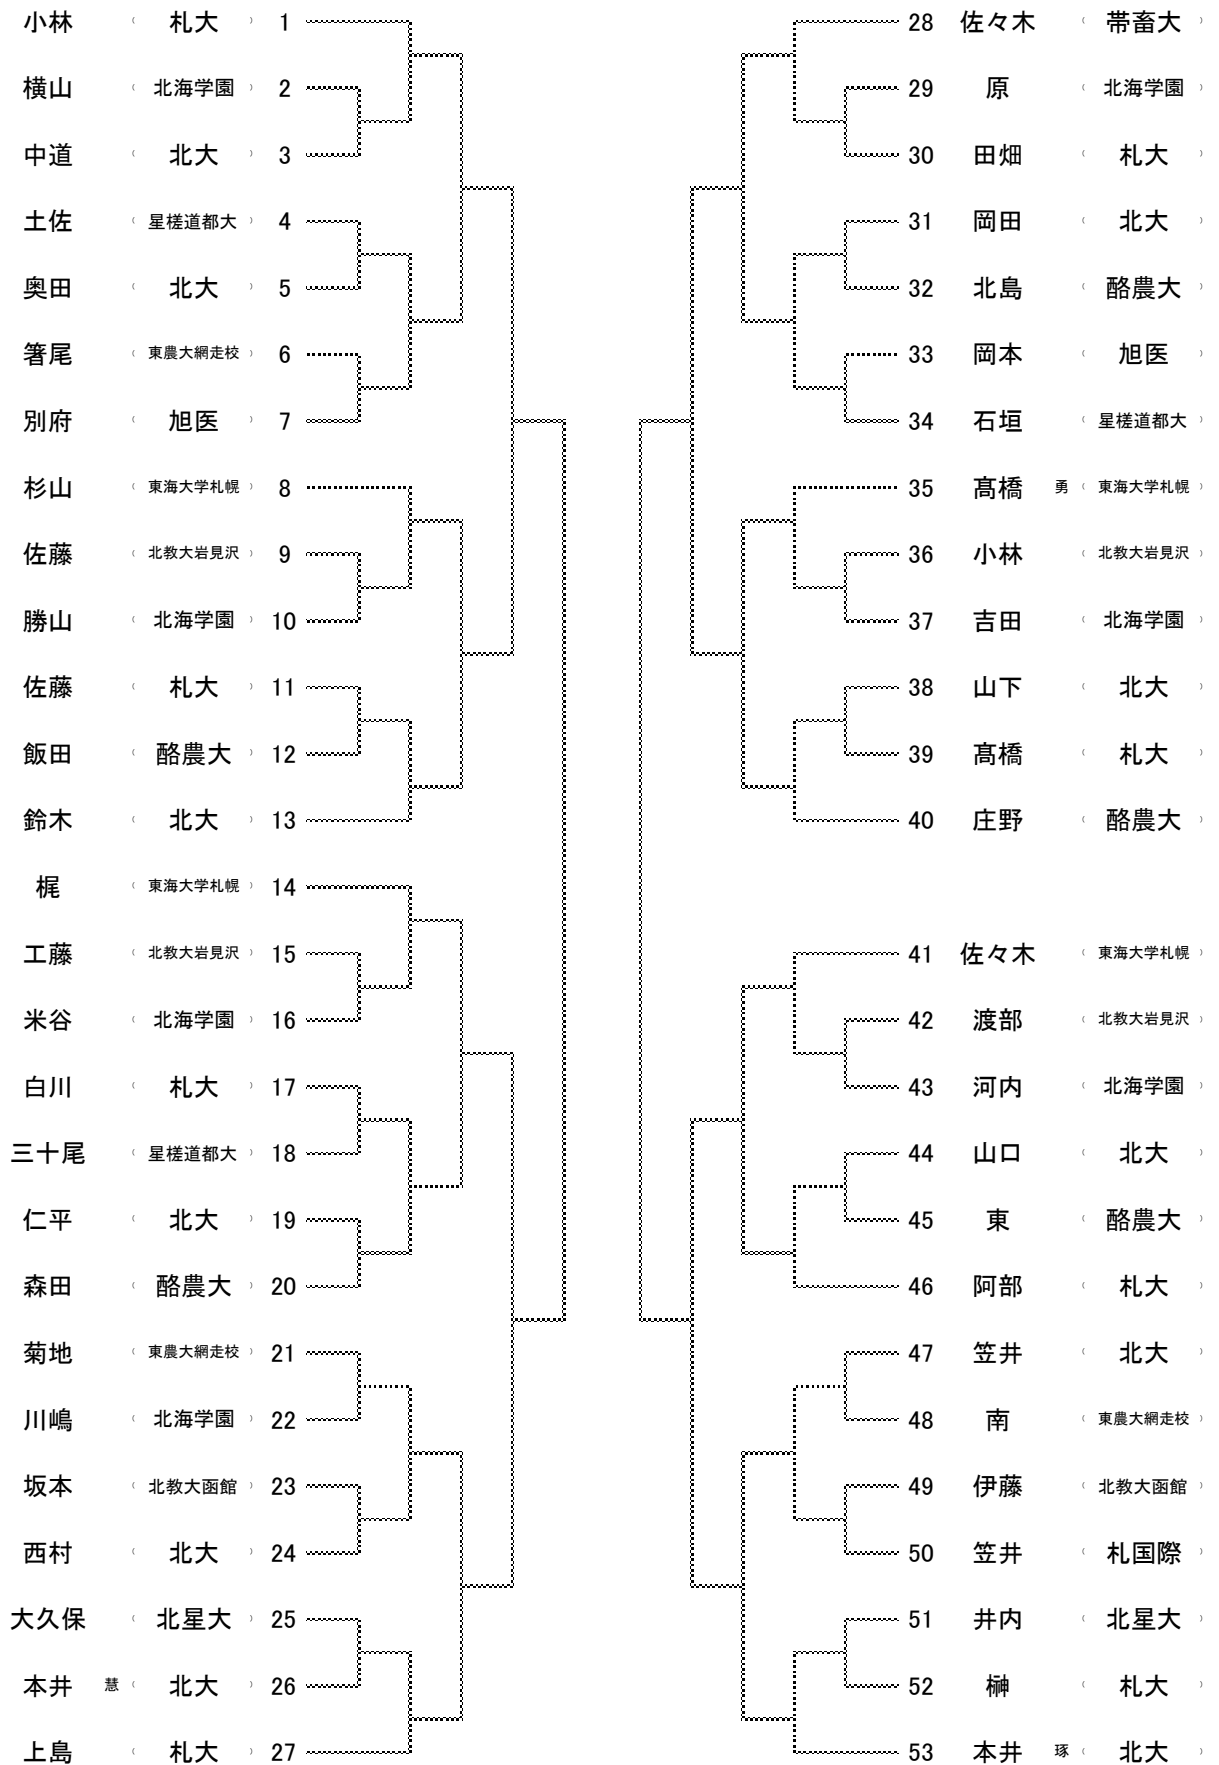 小林 （ 札大 ） 1
横山 （ 北海学園 ） 2
中道 （ 北大 ） 3
土佐 （ 星槎道都大 ） 4
奥田 （ 北大 ） 5
箸尾 （ 東農大網走校 ） 6
別府 （ 旭医 ） 7
杉山 （ 東海大学札幌 ） 8
佐藤 （ 北教大岩見沢 ） 9
勝山 （ 北海学園 ） 10
佐藤 （ 札大 ） 11
飯田 （ 酪農大 ） 12
鈴木 （ 北大 ） 13
梶 （ 東海大学札幌 ） 14
工藤 （ 北教大岩見沢 ） 15
米谷 （ 北海学園 ） 16
白川 （ 札大 ） 17
三十尾 （ 星槎道都大 ） 18
仁平 （ 北大 ） 19
森田 （ 酪農大 ） 20
菊地 （ 東農大網走校 ） 21
川嶋 （ 北海学園 ） 22
坂本 （ 北教大函館 ） 23
西村 （ 北大 ） 24
大久保 （ 北星大 ） 25
本井 慧 （ 北大 ） 26
上島 （ 札大 ） 27
28 佐々木 （ 帯畜大 ）
29 原 （ 北海学園 ）
30 田畑 （ 札大 ）
31 岡田 （ 北大 ）
32 北島 （ 酪農大 ）
33 岡本 （ 旭医 ）
34 石垣 （ 星槎道都大 ）
35 髙橋 勇 （ 東海大学札幌 ）
36 小林 （ 北教大岩見沢 ）
37 吉田 （ 北海学園 ）
38 山下 （ 北大 ）
39 髙橋 （ 札大 ）
40 庄野 （ 酪農大 ）
41 佐々木 （ 東海大学札幌 ）
42 渡部 （ 北教大岩見沢 ）
43 河内 （ 北海学園 ）
44 山口 （ 北大 ）
45 東 （ 酪農大 ）
46 阿部 （ 札大 ）
47 笠井 （ 北大 ）
48 南 （ 東農大網走校 ）
49 伊藤 （ 北教大函館 ）
50 笠井 （ 札国際 ）
51 井内 （ 北星大 ）
52 榊 （ 札大 ）
53 本井 琢 （ 北大 ）